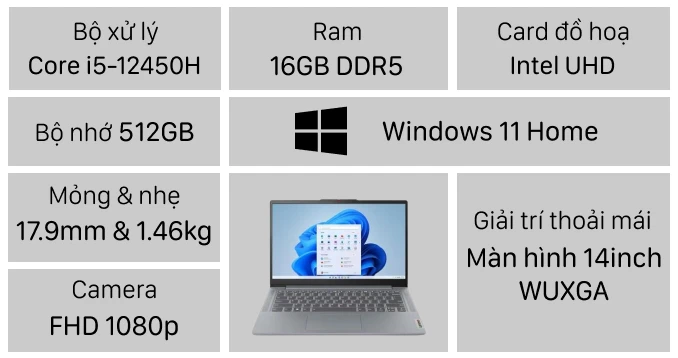 Bộ xử lý
Core i5-12450H
Ram
16GB DDR5
Card đồ hoạ
Intel UHD
Bộ nhớ 512GB
Windows 11 Home
Mỏng & nhẹ
17.9mm & 1.46kg
Giải trí thoải mái
Màn hình 14inch
WUXGA
Camera
FHD 1080p